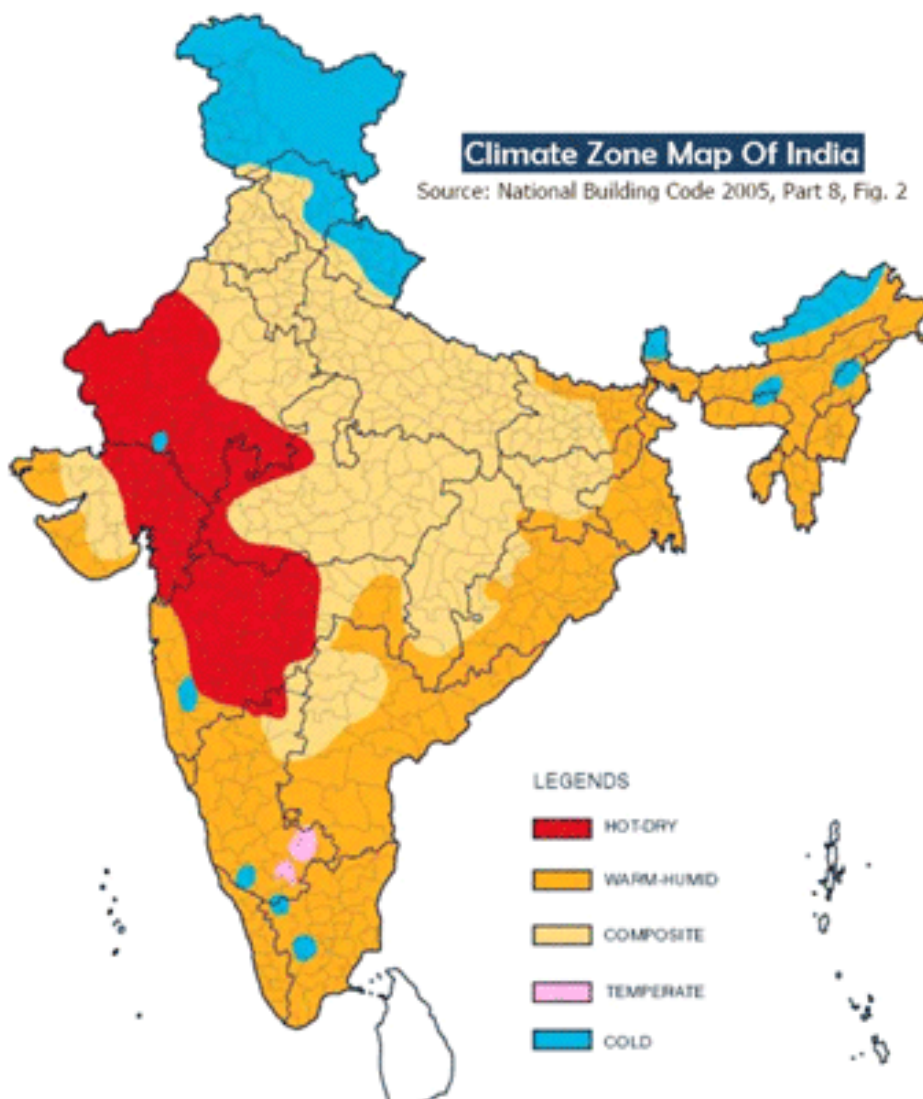 Climate Zone Map Of India
Source: National Building Code 2005, Part 8, Fig. 2
LEGENDS
HOT-DRY
WARM-HUMID
COMPOSITE
TEMPERATE
COLD